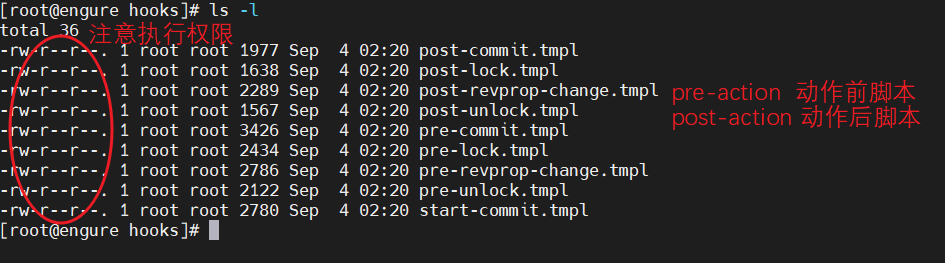 [root@engure hooks]# ls -l
total 36 注意执行权限
-rw-r--r--. 1 root root 1977 Sep  4 02:20 post-commit.tmpl
-rw-r--r--. 1 root root 1638 Sep  4 02:20 post-lock.tmpl
-rw-r--r--. 1 root root 2289 Sep  4 02:20 post-revprop-change.tmpl pre-action 动作前脚本
-rw-r--r--. 1 root root 1567 Sep  4 02:20 post-unlock.tmpl post-action 动作后脚本
-rw-r--r--. 1 root root 3426 Sep  4 02:20 pre-commit.tmpl
-rw-r--r--. 1 root root 2434 Sep  4 02:20 pre-lock.tmpl
-rw-r--r--. 1 root root 2786 Sep  4 02:20 pre-revprop-change.tmpl
-rw-r--r--. 1 root root 2122 Sep  4 02:20 pre-unlock.tmpl
-rw-r--r--. 1 root root 2780 Sep  4 02:20 start-commit.tmpl
[root@engure hooks]#